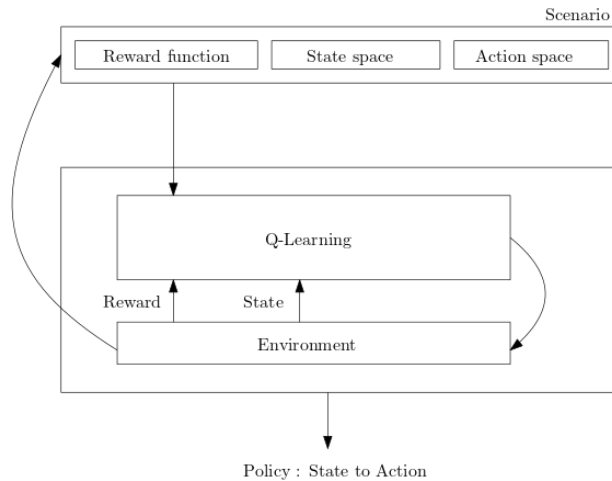 Scenario
Reward function State space Action space
Q-Learning
Reward State
Environment
Policy : State to Action